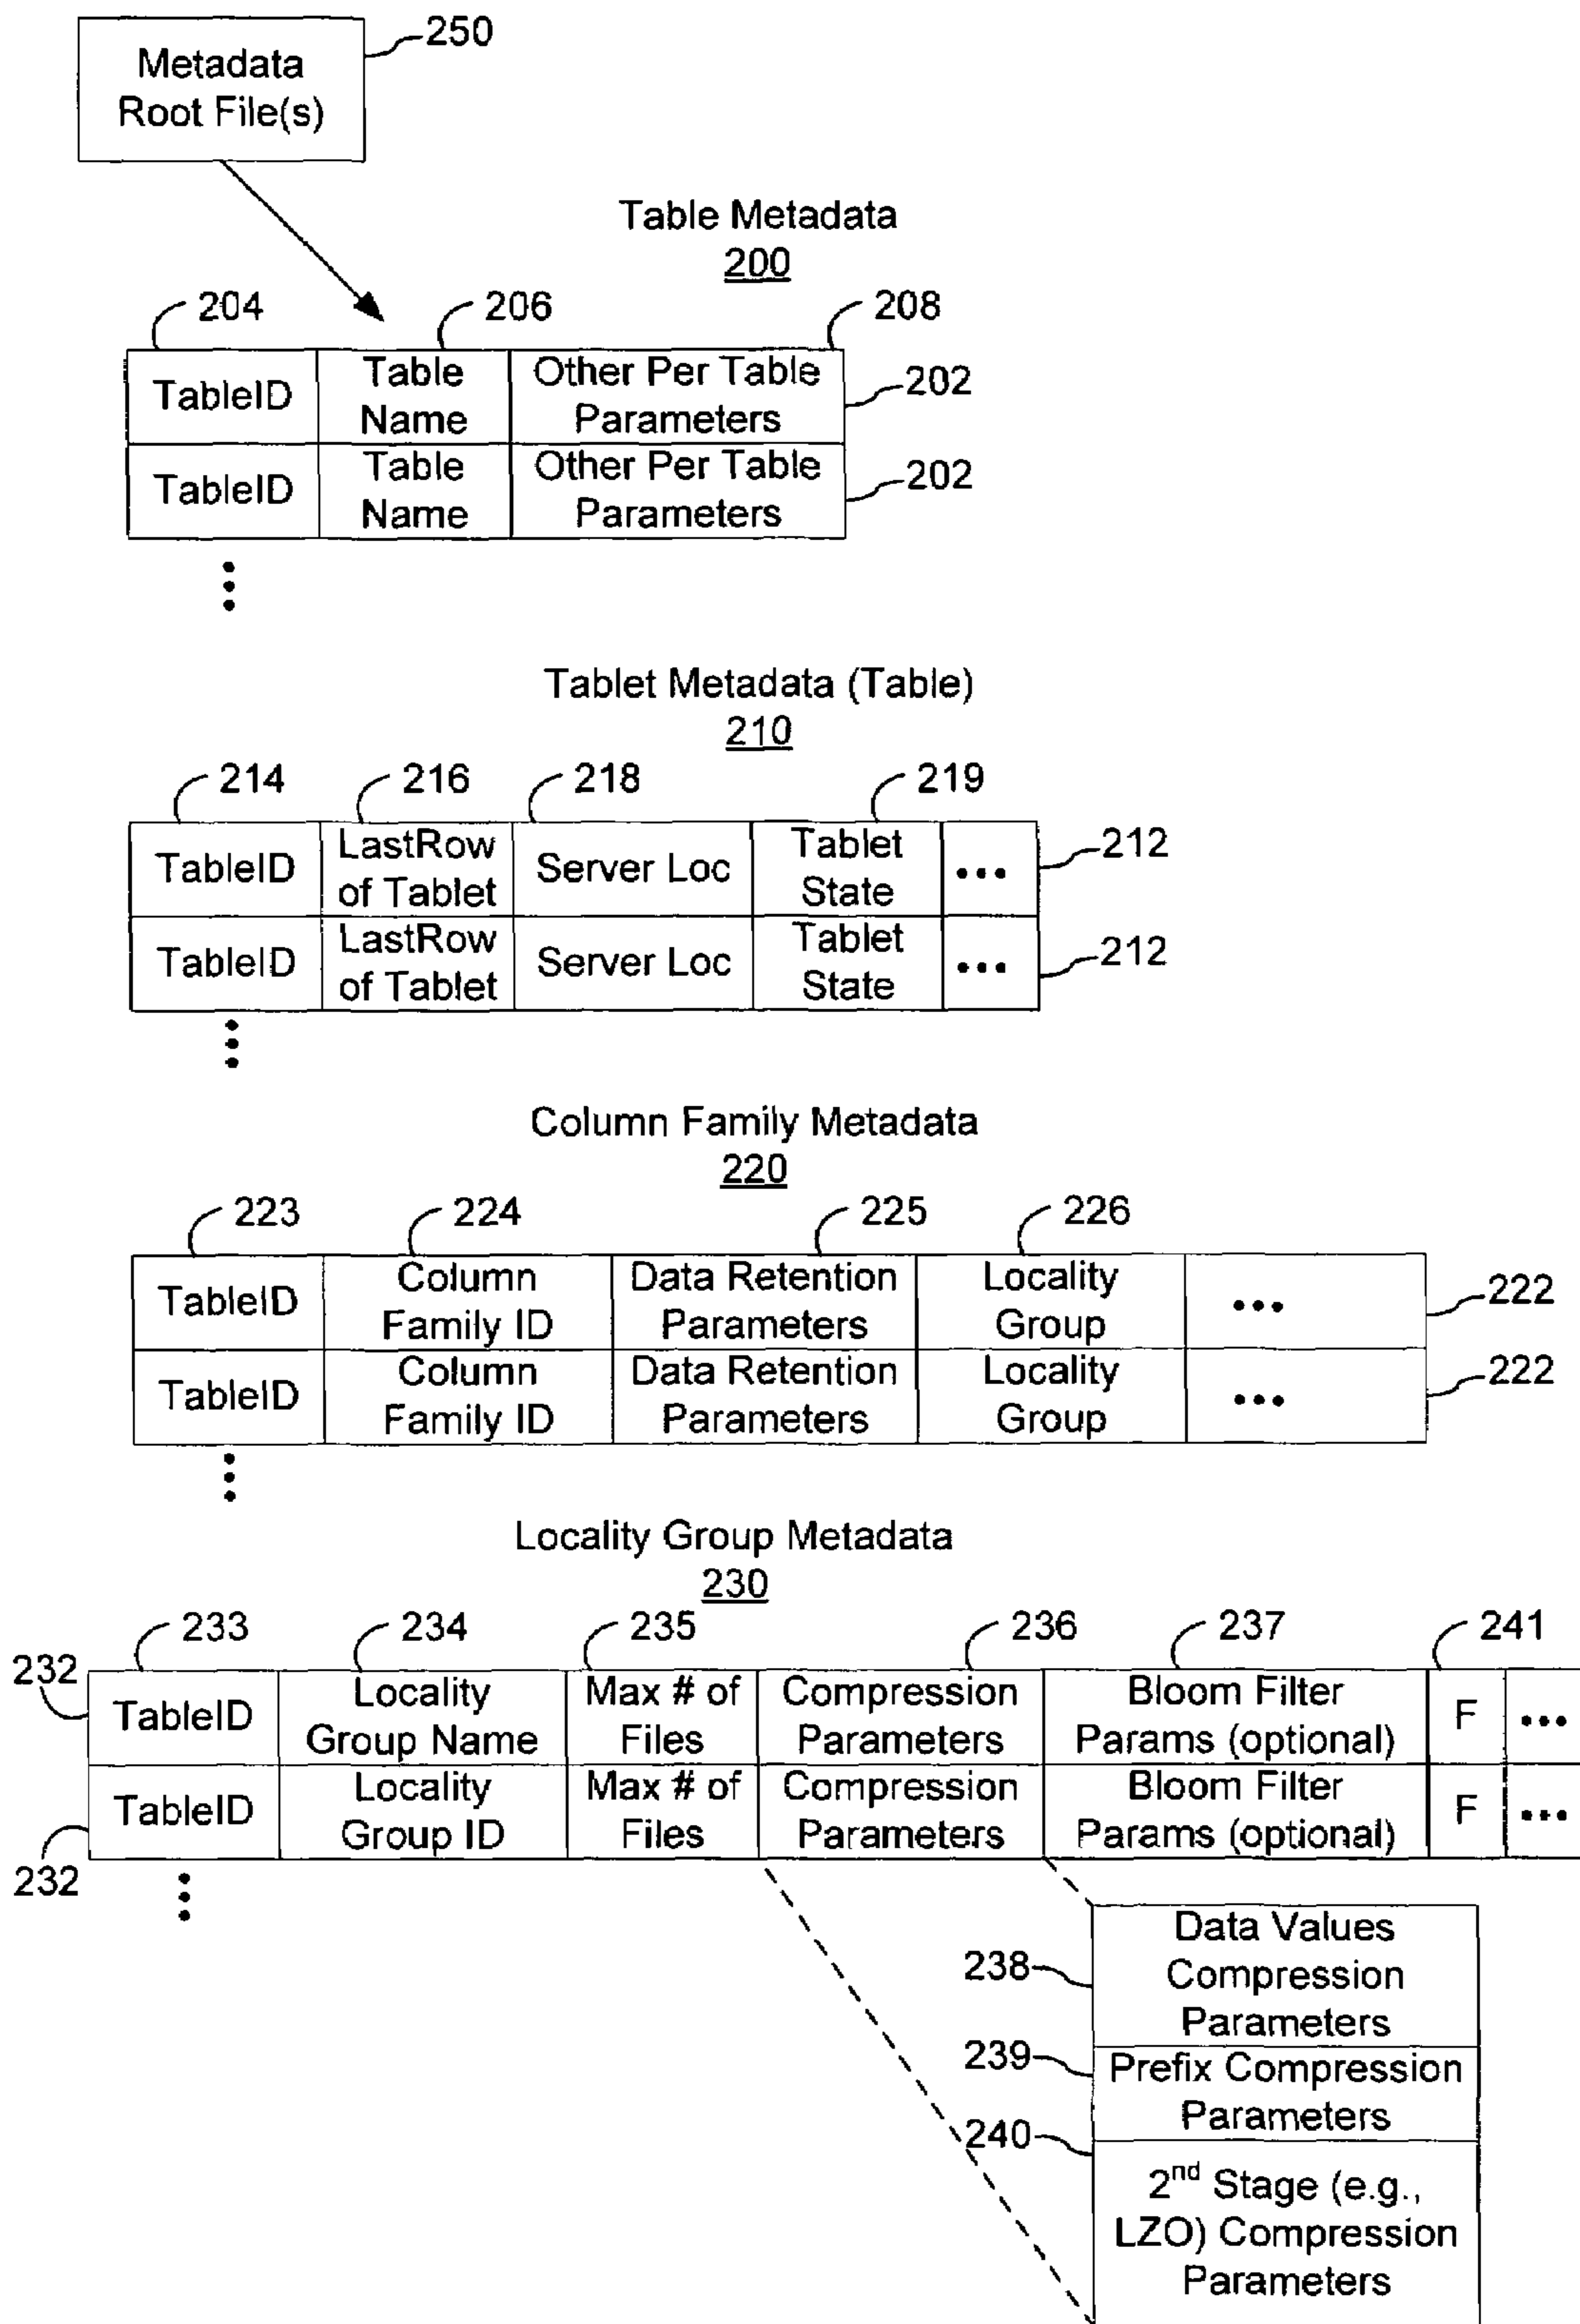 250
Metadata
Root File(s)
Table Metadata
200
204 206 208
TableID Table Name Other Per Table Parameters 202
TableID Table Name Other Per Table Parameters 202
Tablet Metadata (Table)
210
214 216 218 219
TableID LastRow of Tablet Server Loc Tablet State ••• 212
TableID LastRow of Tablet Server Loc Tablet State ••• 212
Column Family Metadata
220
223 224 225 226
TableID Column Family ID Data Retention Parameters Locality Group ••• 222
TableID Column Family ID Data Retention Parameters Locality Group ••• 222
Locality Group Metadata
230
233 234 235 236 237 241
232 TableID Locality Group Name Max # of Files Compression Parameters Bloom Filter Params (optional) F •••
232 TableID Locality Group ID Max # of Files Compression Parameters Bloom Filter Params (optional) F •••
238 Data Values
Compression
Parameters
239 Prefix Compression
Parameters
240 2nd Stage (e.g.,
LZO) Compression
Parameters